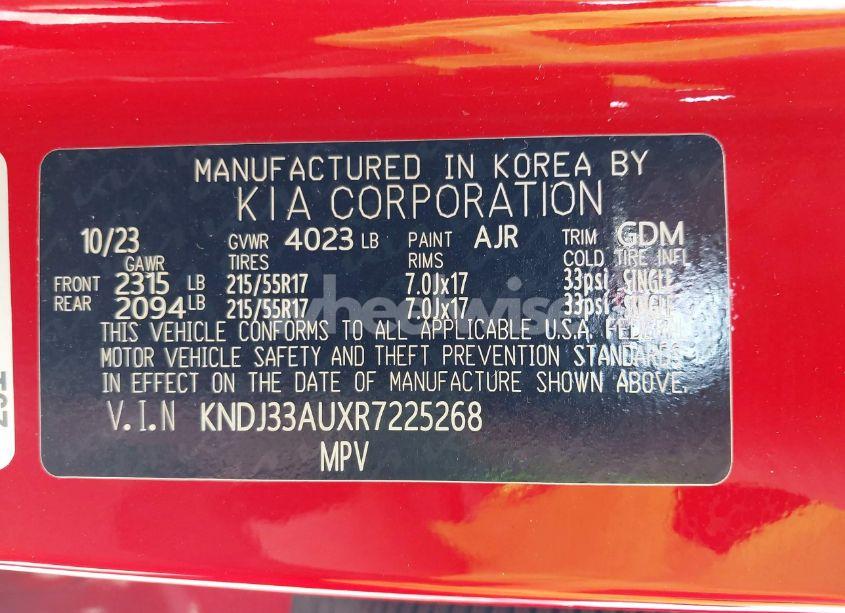 MANUFACTURED IN KOREA BY
KIA CORPORATION
10/23 GVWR 4023 LB PAINT AJR TRIM GDM
GAWR TIRES RIMS COLD TIRE INFL
FRONT 2315 LB 215/55R17 7.0Jx17 33psi SINGLE
REAR 2094 LB 215/55R17 7.0Jx17 33psi SINGLE
THIS VEHICLE CONFORMS TO ALL APPLICABLE U.S.A. FEDERAL
MOTOR VEHICLE SAFETY AND THEFT PREVENTION STANDARDS
IN EFFECT ON THE DATE OF MANUFACTURE SHOWN ABOVE.
V.I.N KNDJ33AUXR7225268
MPV